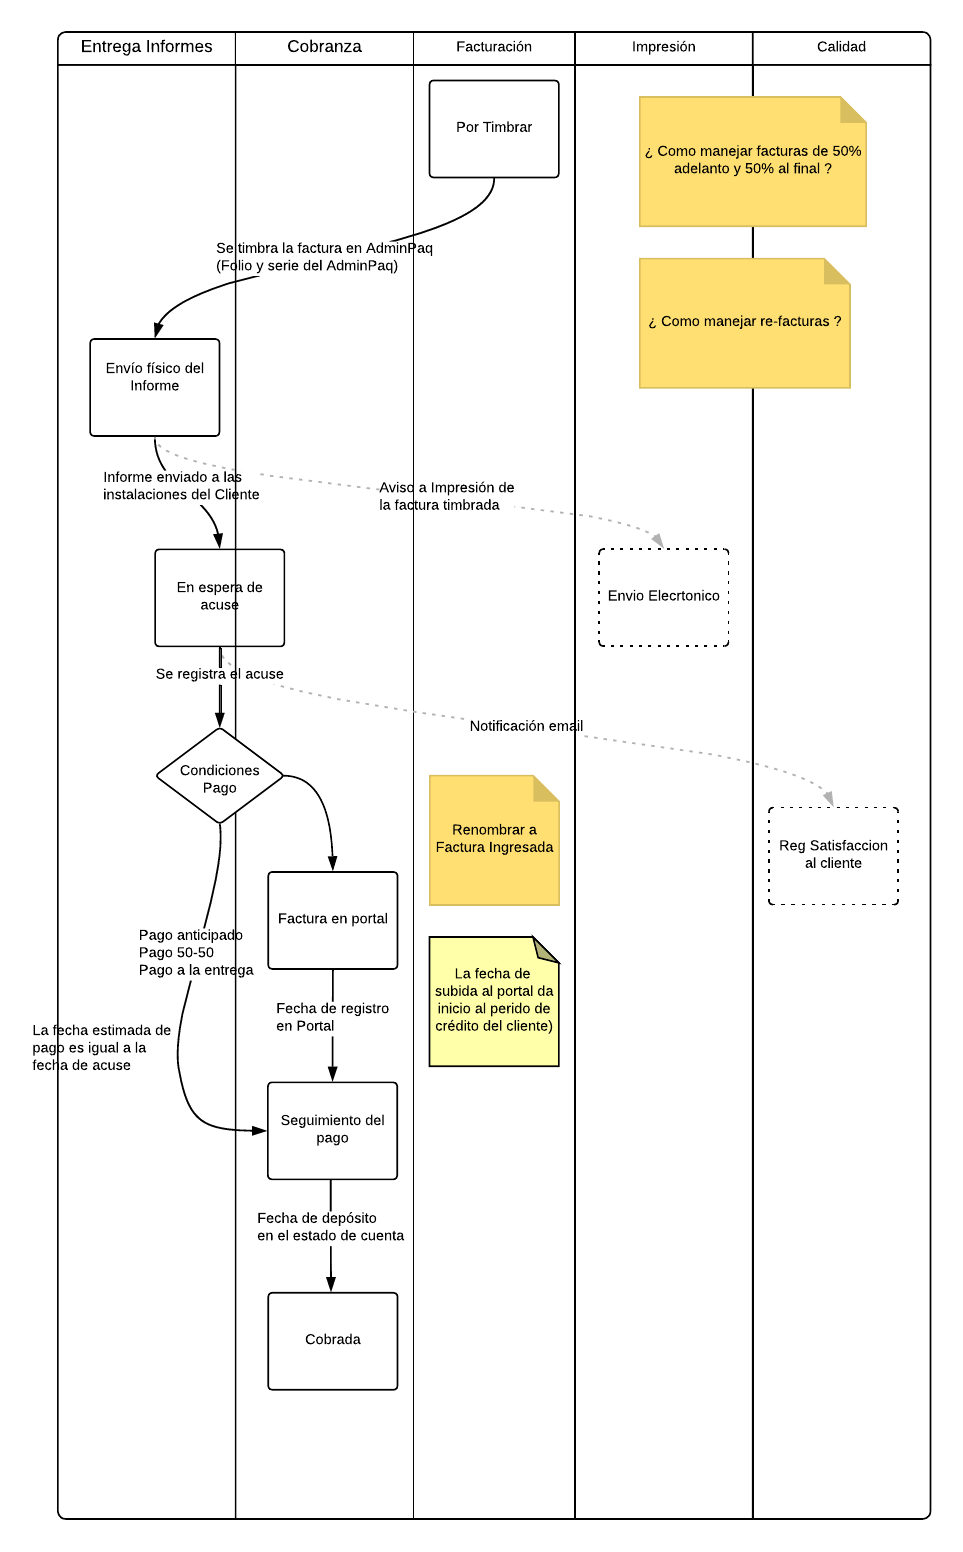 Entrega Informes
Cobranza
Facturación
Impresión
Calidad
Por Timbrar
¿ Como manejar facturas de 50%
adelanto y 50% al final ?
Se timbra la factura en AdminPaq
(Folio y serie del AdminPaq)
¿ Como manejar re-facturas ?
Envío físico del
Informe
Informe enviado a las
instalaciones del Cliente
Aviso a Impresión de
la factura timbrada
En espera de
acuse
Envio Elecrtonico
Se registra el acuse
Notificación email
Condiciones
Pago
Renombrar a
Factura Ingresada
Reg Satisfaccion
al cliente
Factura en portal
Pago anticipado
Pago 50-50
Pago a la entrega
La fecha de
subida al portal da
inicio al perido de
crédito del cliente)
Fecha de registro
en Portal
La fecha estimada de
pago es igual a la
fecha de acuse
Seguimiento del
pago
Fecha de depósito
en el estado de cuenta
Cobrada